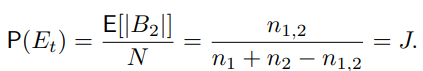 P(E_t) = E[|B_2|] / N = n_{1,2} / (n_1 + n_2 − n_{1,2}) = J.